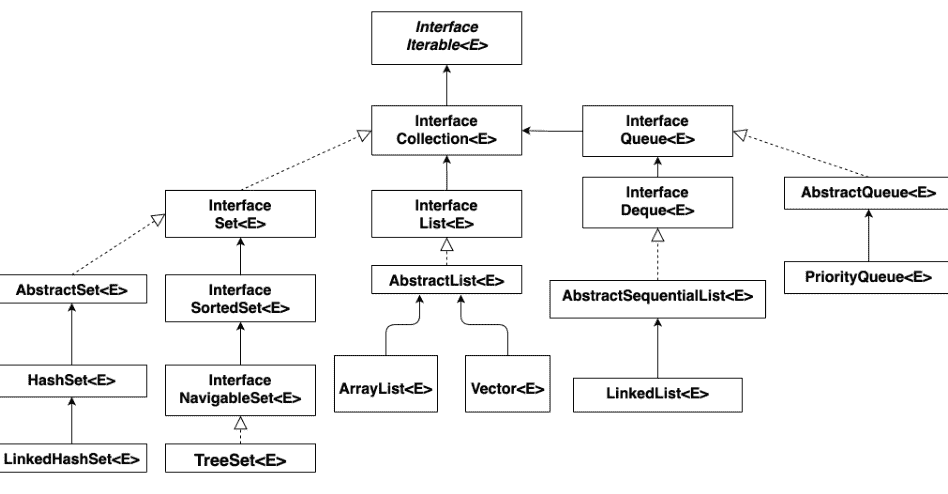 Interface
Iterable<E>
Interface
Collection<E>
Interface
Queue<E>
Interface
Set<E>
Interface
List<E>
Interface
Deque<E>
AbstractQueue<E>
AbstractSet<E>
Interface
SortedSet<E>
AbstractList<E>
AbstractSequentialList<E>
PriorityQueue<E>
HashSet<E>
Interface
NavigableSet<E>
ArrayList<E>
Vector<E>
LinkedList<E>
LinkedHashSet<E>
TreeSet<E>